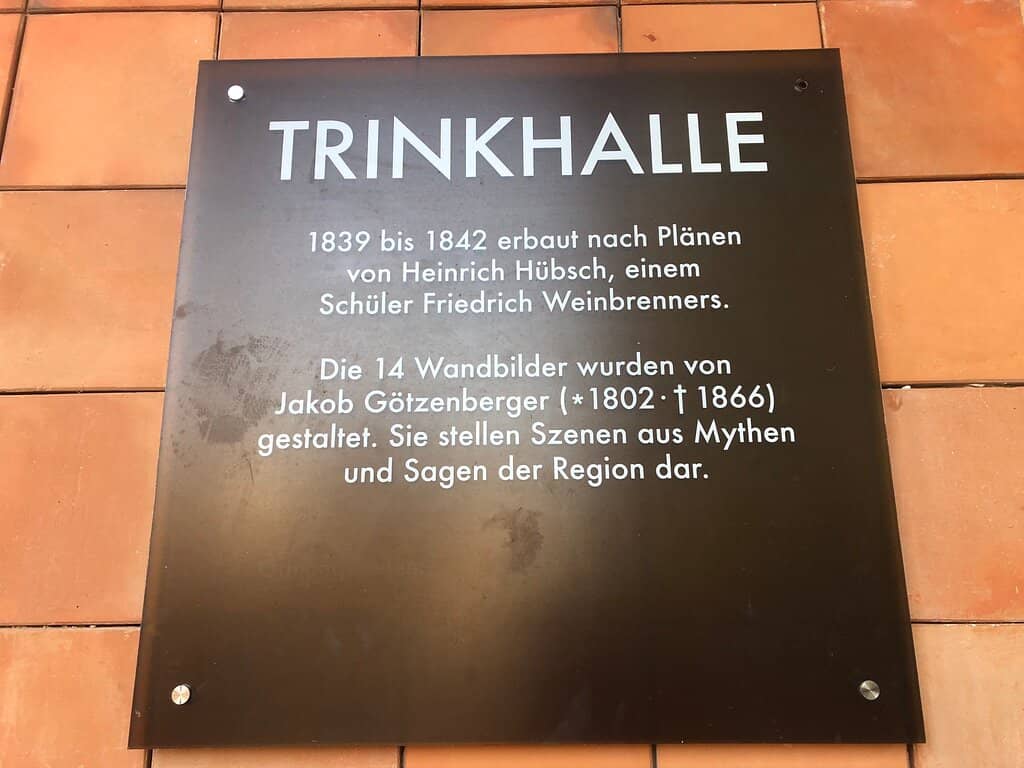 TRINKHALLE
1839 bis 1842 erbaut nach Plänen
von Heinrich Hübsch, einem
Schüler Friedrich Weinbrenners.
Die 14 Wandbilder wurden von
Jakob Götzenberger (*1802·† 1866)
gestaltet. Sie stellen Szenen aus Mythen
und Sagen der Region dar.